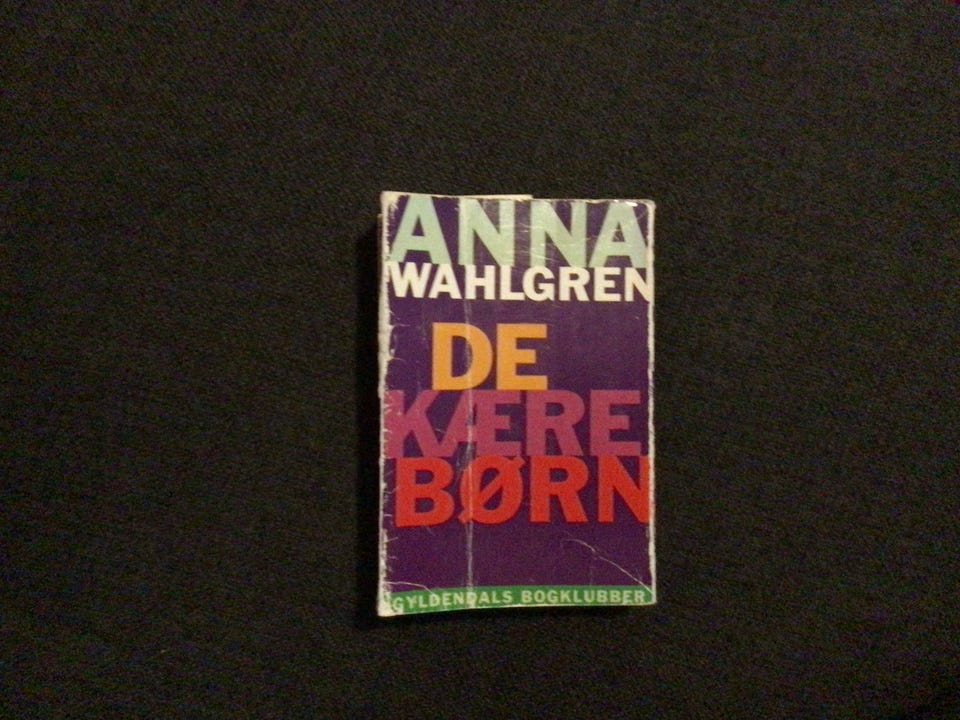 ANNA
WAHLGREN
DE
KÆRE
BØRN
GYLDENDALS BOGKLUBBER